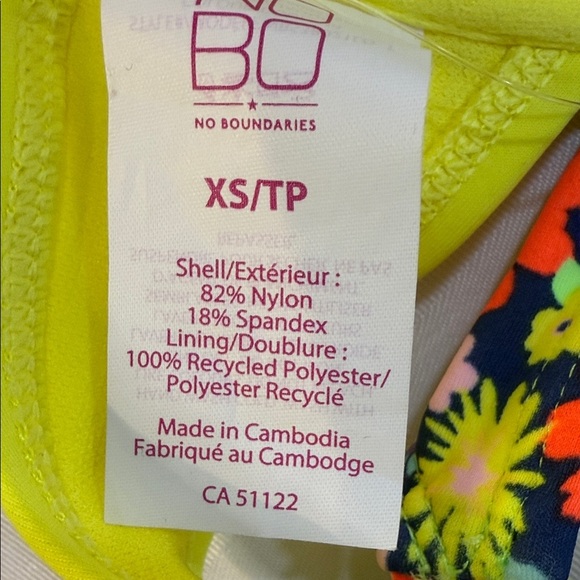 NOBO
NO BOUNDARIES
XS/TP
Shell/Extérieur :
82% Nylon
18% Spandex
Lining/Doublure :
100% Recycled Polyester/
Polyester Recyclé
Made in Cambodia
Fabriqué au Cambodge
CA 51122